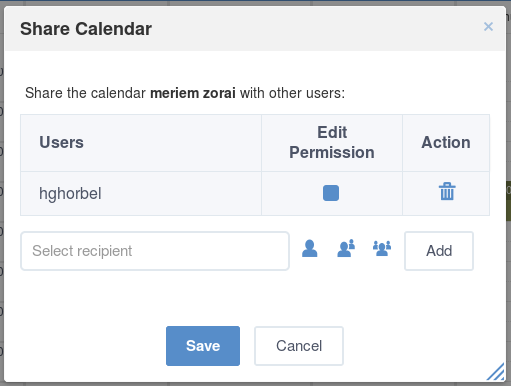 Share Calendar
×
Share the calendar meriem zorai with other users:
Users
Edit
Permission
Action
hghorbel
Select recipient
Add
Save
Cancel